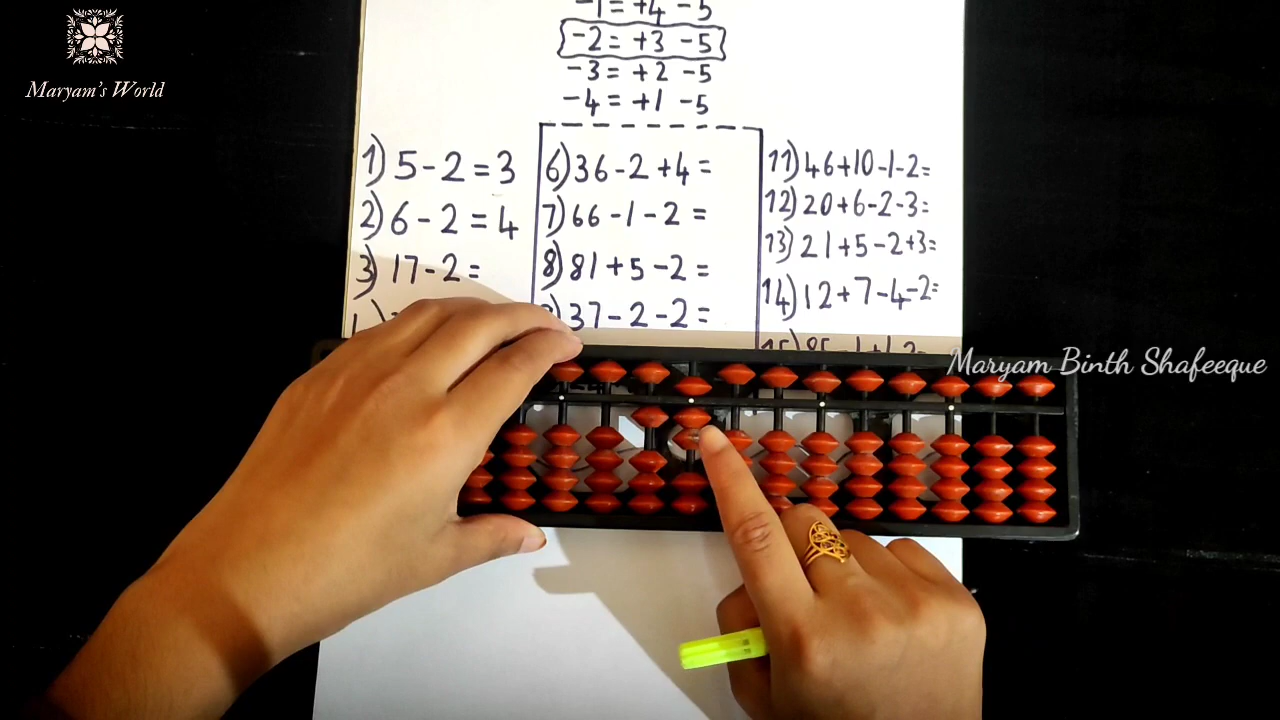 Maryam's World
-1 = +4 -5
-2 = +3 -5
-3 = +2 -5
-4 = +1 -5
1) 5-2=3
2) 6-2=4
3) 17-2=
6) 36-2+4=
7) 66-1-2=
8) 81+5-2=
37-2-2=
11) 46+10-1-2=
12) 20+6-2-3=
13) 21+5-2+3=
14) 12+7-4-2=
Maryam Binth Shafeeque